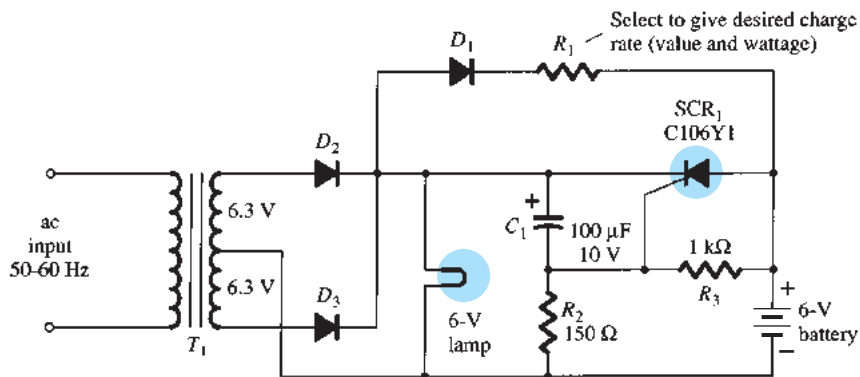 Select to give desired charge
rate (value and wattage)
D1
R1
SCR1
C106Y1
D2
ac
input
50-60 Hz
6.3 V
6.3 V
T1
D3
+
C1
100 μF
10 V
6-V
lamp
R2
150 Ω
1 kΩ
R3
+
6-V
battery
–